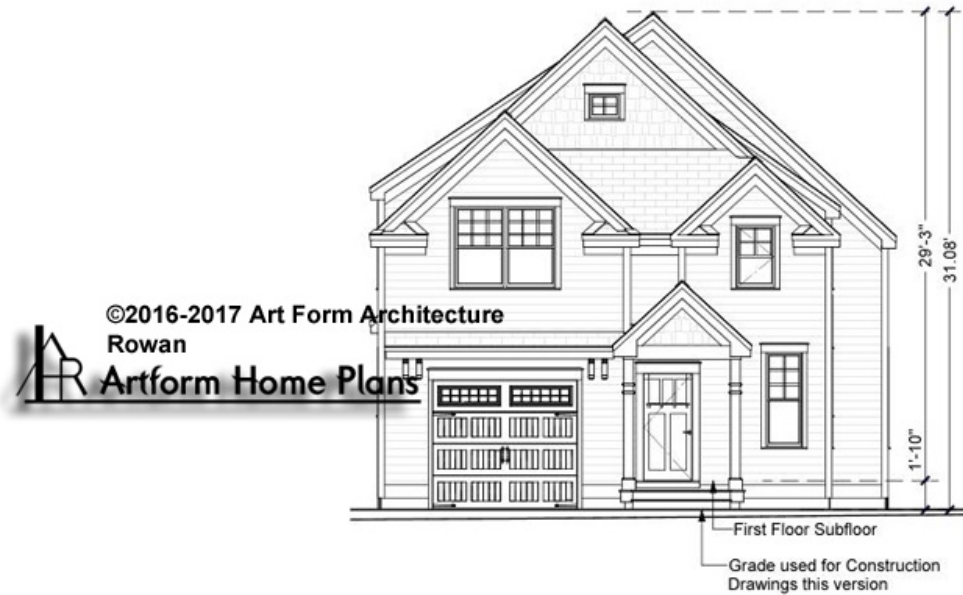 29'-3"
31.08'
©2016-2017 Art Form Architecture
Rowan
AR Artform Home Plans
1'-10"
First Floor Subfloor
Grade used for Construction
Drawings this version